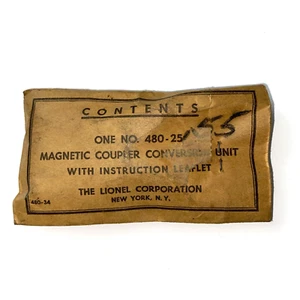 CONTENTS
ONE NO. 480-25
MAGNETIC COUPLER CONVERSION UNIT
WITH INSTRUCTION LEAFLET
THE LIONEL CORPORATION
NEW YORK, N.Y.
480-34